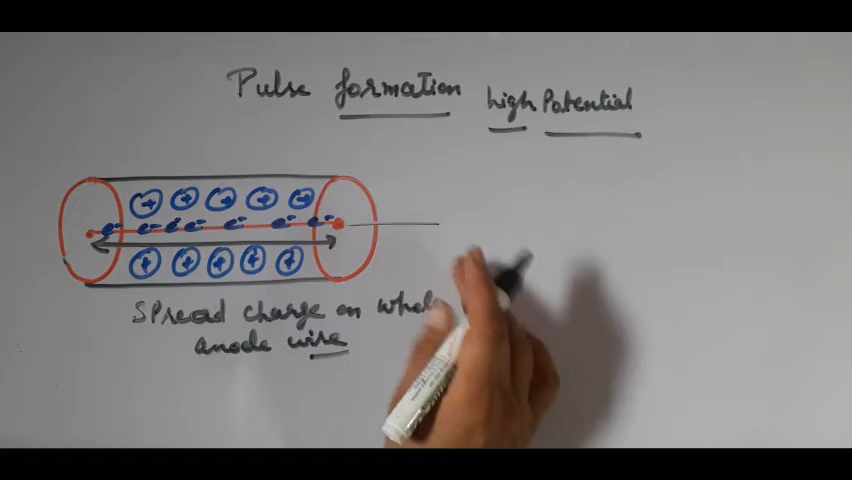 Pulse formation
high Potential
+ + + + +
e- e- e- e- e- e- e-
+ + + + +
Spread charge on whole
anode wire